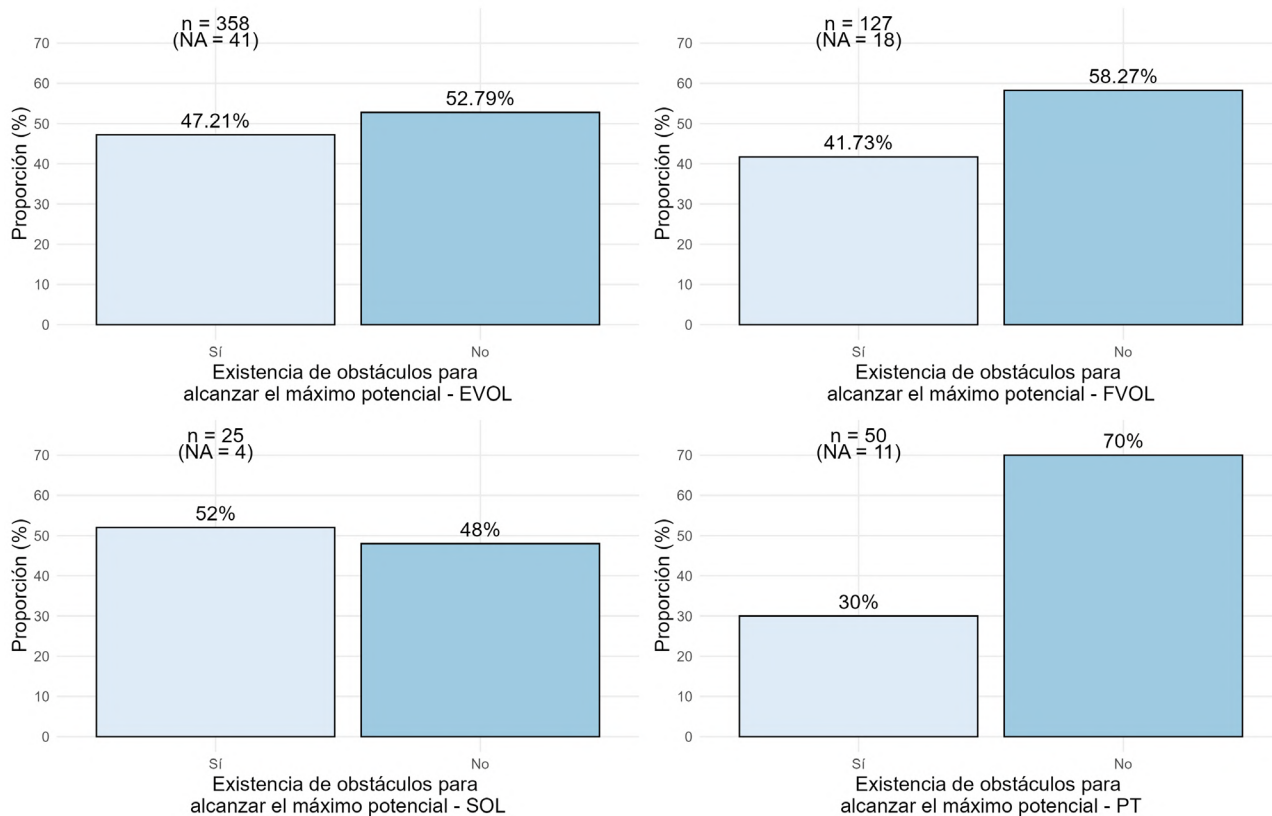 n = 358
(NA = 41)
70
60
50
40
30
20
10
0
Proporción (%)
47.21%
52.79%
Sí
No
Existencia de obstáculos para
alcanzar el máximo potencial - EVOL
n = 127
(NA = 18)
70
60
50
40
30
20
10
0
Proporción (%)
41.73%
58.27%
Sí
No
Existencia de obstáculos para
alcanzar el máximo potencial - FVOL
n = 25
(NA = 4)
70
60
50
40
30
20
10
0
Proporción (%)
52%
48%
Sí
No
Existencia de obstáculos para
alcanzar el máximo potencial - SOL
n = 50
(NA = 11)
70
60
50
40
30
20
10
0
Proporción (%)
30%
70%
Sí
No
Existencia de obstáculos para
alcanzar el máximo potencial - PT